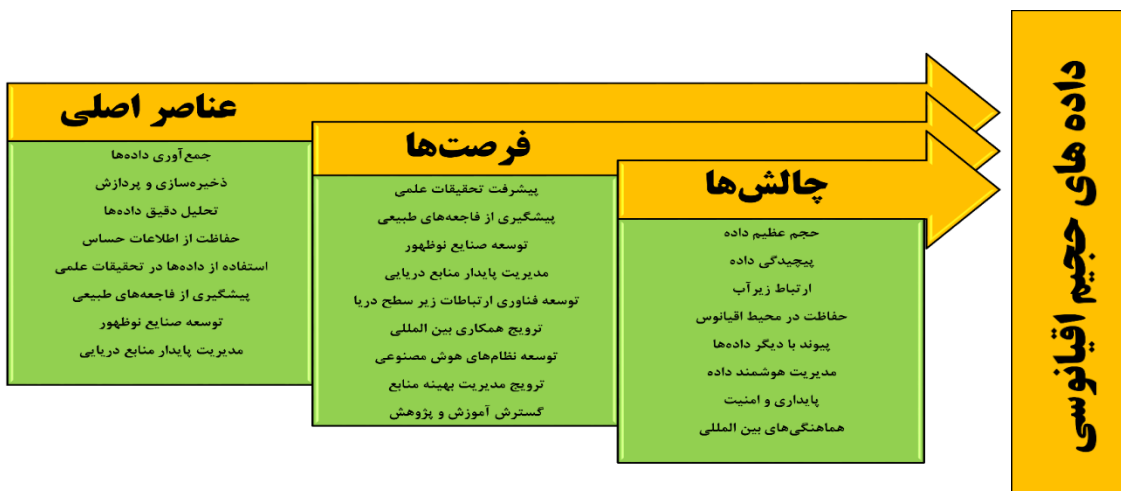 داده های حجیم اقیانوسی
عناصر اصلی
جمع‌آوری داده‌ها
ذخیره‌سازی و پردازش
تحلیل دقیق داده‌ها
حفاظت از اطلاعات حساس
استفاده از داده‌ها در تحقیقات علمی
پیشگیری از فاجعه‌های طبیعی
توسعه صنایع نوظهور
مدیریت پایدار منابع دریایی
فرصت‌ها
پیشرفت تحقیقات علمی
پیشگیری از فاجعه‌های طبیعی
توسعه صنایع نوظهور
مدیریت پایدار منابع دریایی
توسعه فناوری ارتباطات زیر سطح دریا
ترویج همکاری بین المللی
توسعه نظام‌های هوش مصنوعی
ترویج مدیریت بهینه منابع
گسترش آموزش و پژوهش
چالش‌ها
حجم عظیم داده
پیچیدگی داده
ارتباط زیرآب
حفاظت در محیط اقیانوس
پیوند با دیگر داده‌ها
مدیریت هوشمند داده
پایداری و امنیت
هماهنگی‌های بین المللی